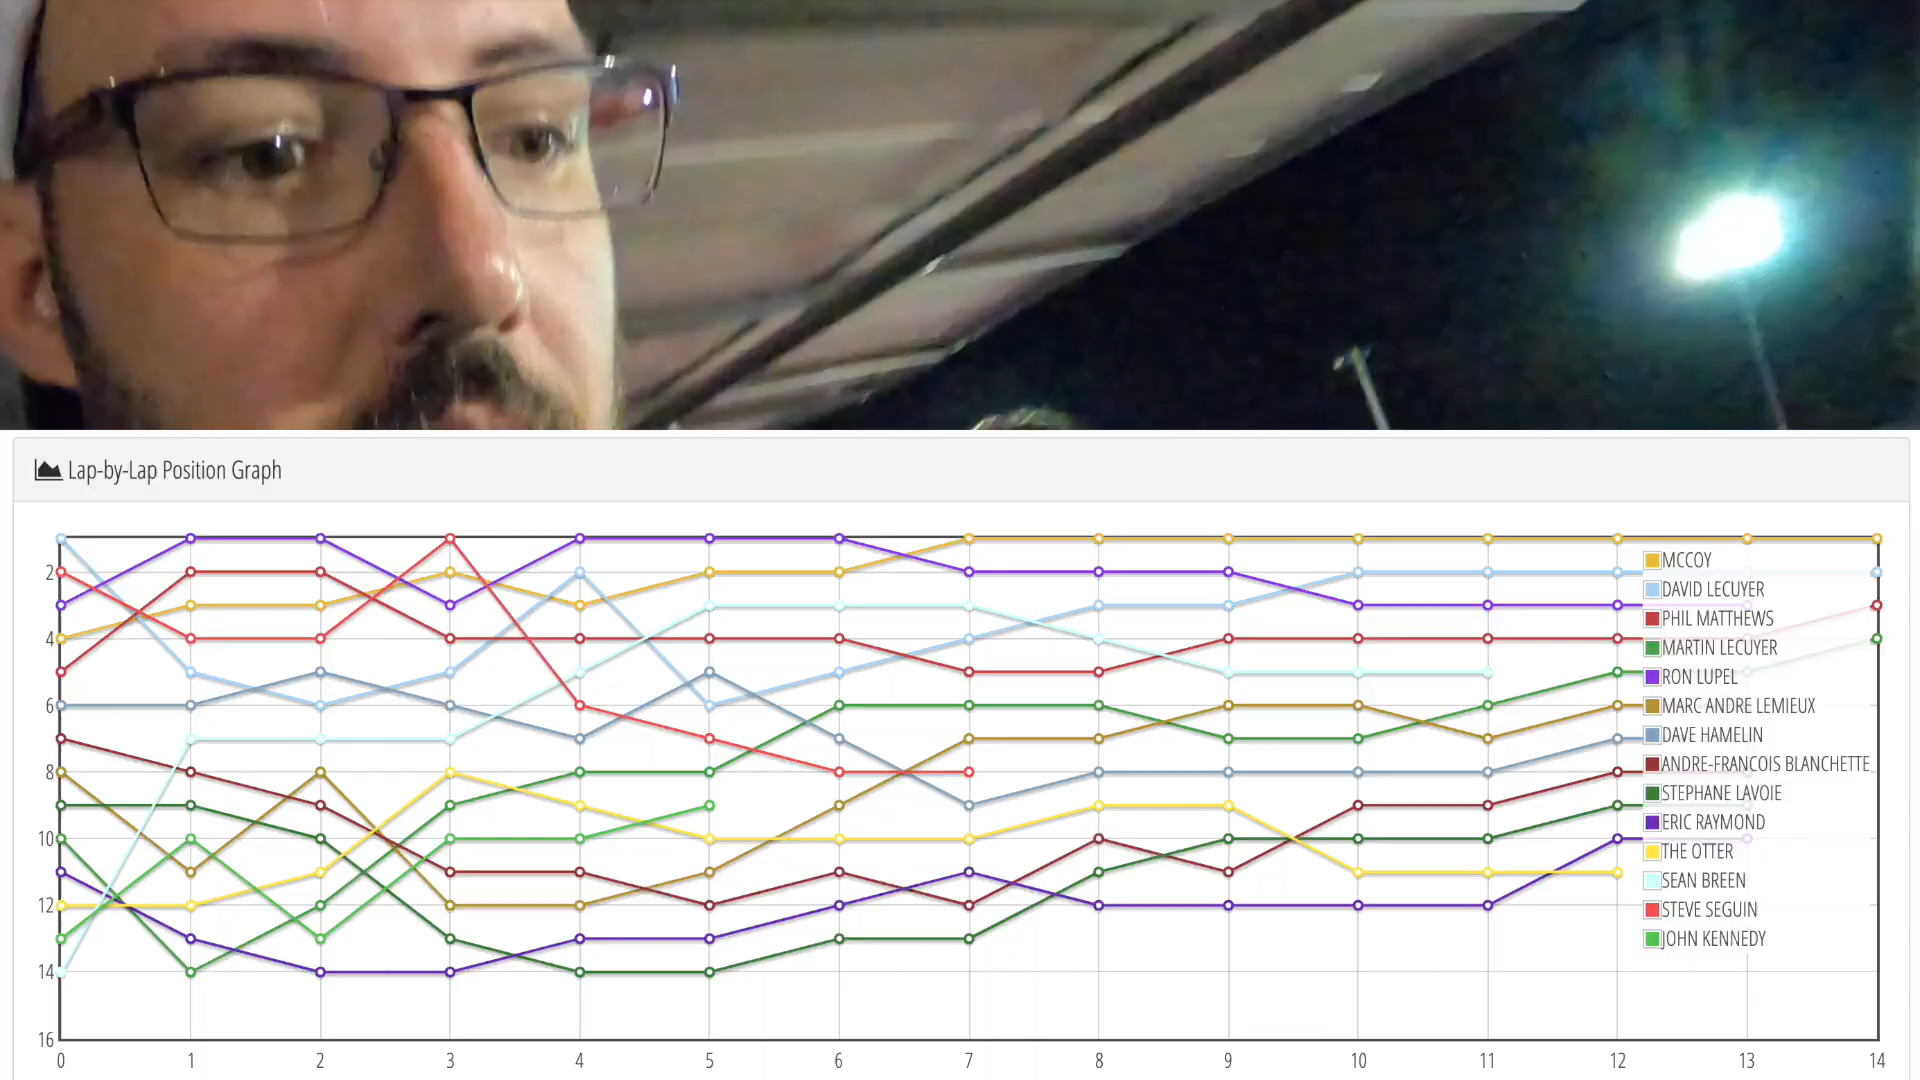 Lap-by-Lap Position Graph
2
4
6
8
10
12
14
16
0 1 2 3 4 5 6 7 8 9 10 11 12 13 14
MCCOY
DAVID LECUYER
PHIL MATTHEWS
MARTIN LECUYER
RON LUPEL
MARC ANDRE LEMIEUX
DAVE HAMELIN
ANDRE-FRANCOIS BLANCHETTE
STEPHANE LAVOIE
ERIC RAYMOND
THE OTTER
SEAN BREEN
STEVE SEGUIN
JOHN KENNEDY